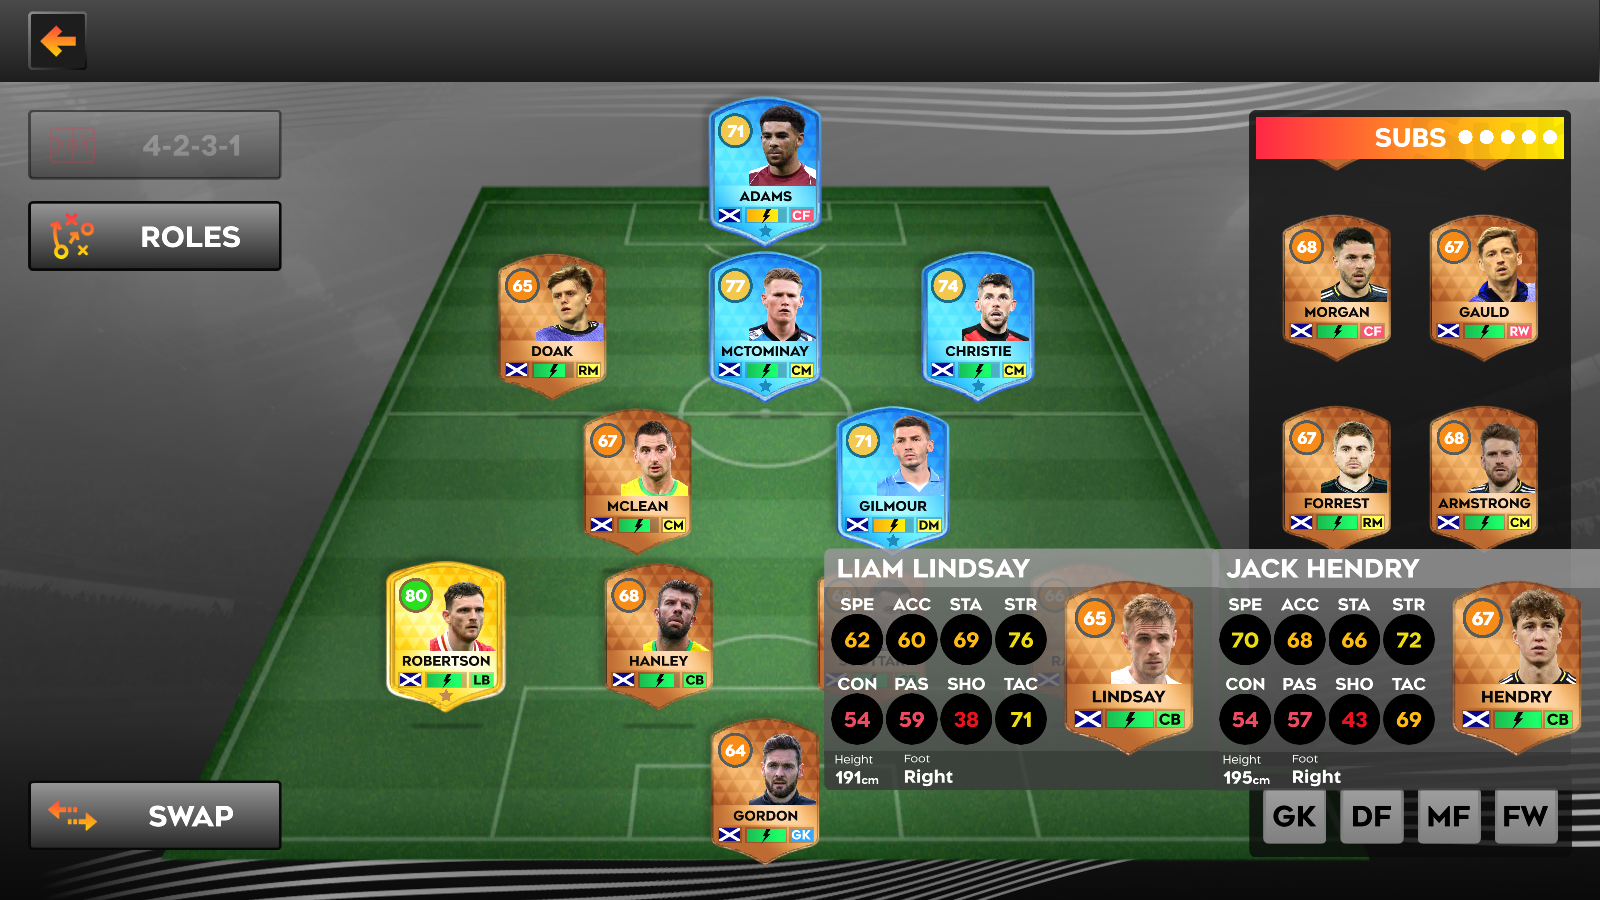 4-2-3-1
ROLES
SWAP
71
ADAMS
CF
65
DOAK
RM
77
MCTOMINAY
CM
74
CHRISTIE
CM
67
MCLEAN
CM
71
GILMOUR
DM
80
ROBERTSON
LB
68
HANLEY
CB
64
GORDON
GK
SUBS
68
MORGAN
CF
67
GAULD
RW
67
FORREST
RM
68
ARMSTRONG
CM
LIAM LINDSAY
SPE ACC STA STR
62 60 69 76
CON PAS SHO TAC
54 59 38 71
Height Foot
191cm Right
65
LINDSAY
CB
JACK HENDRY
SPE ACC STA STR
70 68 66 72
CON PAS SHO TAC
54 57 43 69
Height Foot
195cm Right
67
HENDRY
CB
GK DF MF FW